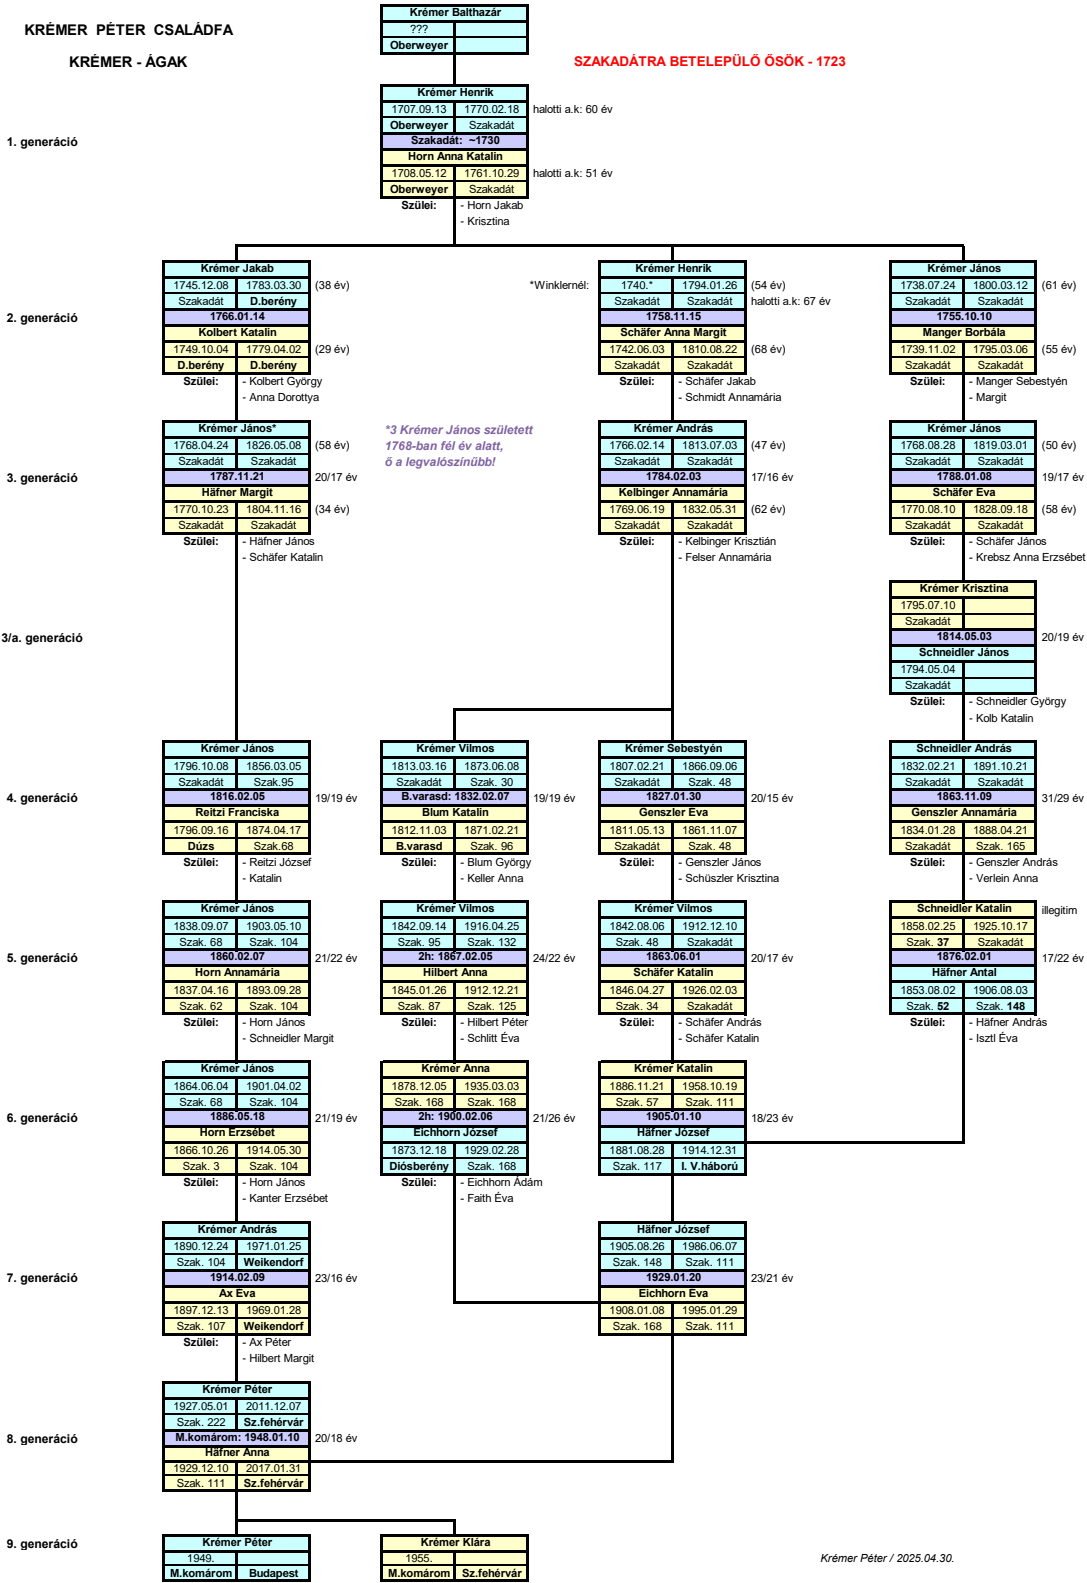 KRÉMER PÉTER CSALÁDFA
KRÉMER - ÁGAK
SZAKADÁTRA BETELEPÜLŐ ŐSÖK - 1723
Krémer Balthazár
???
Oberweyer
1. generáció
Krémer Henrik
1707.09.13 1770.02.18 halotti a.k: 60 év
Oberweyer Szakadát
Szakadát: ~1730
Horn Anna Katalin
1708.05.12 1761.10.29 halotti a.k: 51 év
Oberweyer Szakadát
Szülei: - Horn Jakab
- Krisztina
2. generáció
Krémer Jakab
1745.12.08 1783.03.30 (38 év)
Szakadát D.berény
1766.01.14
Kolbert Katalin
1749.10.04 1779.04.02 (29 év)
D.berény D.berény
Szülei: - Kolbert György
- Anna Dorottya
*Winklernél:
Krémer Henrik
1740.* 1794.01.26 (54 év)
Szakadát Szakadát halotti a.k: 67 év
1758.11.15
Schäfer Anna Margit
1742.06.03 1810.08.22 (68 év)
Szakadát Szakadát
Szülei: - Schäfer Jakab
- Schmidt Annamária
Krémer János
1738.07.24 1800.03.12 (61 év)
Szakadát Szakadát
1755.10.10
Manger Borbála
1739.11.02 1795.03.06 (55 év)
Szakadát Szakadát
Szülei: - Manger Sebestyén
- Margit
3. generáció
Krémer János*
1768.04.24 1826.05.08 (58 év)
Szakadát Szakadát
1787.11.21 20/17 év
Häfner Margit
1770.10.23 1804.11.16 (34 év)
Szakadát Szakadát
Szülei: - Häfner János
- Schäfer Katalin
*3 Krémer János született
1768-ban fél év alatt,
ő a legvalószínűbb!
Krémer András
1766.02.14 1813.07.03 (47 év)
Szakadát Szakadát
1784.02.03 17/16 év
Kelbinger Annamária
1769.06.19 1832.05.31 (62 év)
Szakadát Szakadát
Szülei: - Kelbinger Krisztián
- Felser Annamária
Krémer János
1768.08.28 1819.03.01 (50 év)
Szakadát Szakadát
1788.01.08 19/17 év
Schäfer Eva
1770.08.10 1828.09.18 (58 év)
Szakadát Szakadát
Szülei: - Schäfer János
- Krebsz Anna Erzsébet
3/a. generáció
Krémer Krisztina
1795.07.10
Szakadát
1814.05.03 20/19 év
Schneidler János
1794.05.04
Szakadát
Szülei: - Schneidler György
- Kolb Katalin
4. generáció
Krémer János
1796.10.08 1856.03.05
Szakadát Szak.95
1816.02.05 19/19 év
Reitzi Franciska
1796.09.16 1874.04.17
Dúzs Szak.68
Szülei: - Reitzi József
- Katalin
Krémer Vilmos
1813.03.16 1873.06.08
Szakadát Szak. 30
B.varasd: 1832.02.07 19/19 év
Blum Katalin
1812.11.03 1871.02.21
B.varasd Szak. 96
Szülei: - Blum György
- Keller Anna
Krémer Sebestyén
1807.02.21 1866.09.06
Szakadát Szak. 48
1827.01.30 20/15 év
Genszler Eva
1811.05.13 1861.11.07
Szakadát Szak. 48
Szülei: - Genszler János
- Schüszler Krisztina
Schneidler András
1832.02.21 1891.10.21
Szakadát Szakadát
1863.11.09 31/29 év
Genszler Annamária
1834.01.28 1888.04.21
Szakadát Szak. 165
Szülei: - Genszler András
- Verlein Anna
5. generáció
Krémer János
1838.09.07 1903.05.10
Szak. 68 Szak. 104
1860.02.07 21/22 év
Horn Annamária
1837.04.16 1893.09.28
Szak. 62 Szak. 104
Szülei: - Horn János
- Schneidler Margit
Krémer Vilmos
1842.09.14 1916.04.25
Szak. 95 Szak. 132
2h: 1867.02.05 24/22 év
Hilbert Anna
1845.01.26 1912.12.21
Szak. 87 Szak. 125
Szülei: - Hilbert Péter
- Schlitt Éva
Krémer Vilmos
1842.08.06 1912.12.10
Szak. 48 Szakadát
1863.06.01 20/17 év
Schäfer Katalin
1846.04.27 1926.02.03
Szak. 34 Szakadát
Szülei: - Schäfer András
- Schäfer Katalin
Schneidler Katalin illegitim
1858.02.25 1925.10.17
Szak. 37 Szakadát
1876.02.01 17/22 év
Häfner Antal
1853.08.02 1906.08.03
Szak. 52 Szak. 148
Szülei: - Häfner András
- Isztl Éva
6. generáció
Krémer János
1864.06.04 1901.04.02
Szak. 68 Szak. 104
1886.05.18 21/19 év
Horn Erzsébet
1866.10.26 1914.05.30
Szak. 3 Szak. 104
Szülei: - Horn János
- Kanter Erzsébet
Krémer Anna
1878.12.05 1935.03.03
Szak. 168 Szak. 168
2h: 1900.02.06 21/26 év
Eichhorn József
1873.12.18 1929.02.28
Diósberény Szak. 168
Szülei: - Eichhorn Ádám
- Faith Éva
Krémer Katalin
1886.11.21 1958.10.19
Szak. 57 Szak. 111
1905.01.10 18/23 év
Häfner József
1881.08.28 1914.12.31
Szak. 117 I. V.háború
7. generáció
Krémer András
1890.12.24 1971.01.25
Szak. 104 Weikendorf
1914.02.09 23/16 év
Ax Eva
1897.12.13 1969.01.28
Szak. 107 Weikendorf
Szülei: - Ax Péter
- Hilbert Margit
Häfner József
1905.08.26 1986.06.07
Szak. 148 Szak. 111
1929.01.20 23/21 év
Eichhorn Eva
1908.01.08 1995.01.29
Szak. 168 Szak. 111
8. generáció
Krémer Péter
1927.05.01 2011.12.07
Szak. 222 Sz.fehérvár
M.komárom: 1948.01.10 20/18 év
Häfner Anna
1929.12.10 2017.01.31
Szak. 111 Sz.fehérvár
9. generáció
Krémer Péter
1949.
M.komárom Budapest
Krémer Klára
1955.
M.komárom Sz.fehérvár
Krémer Péter / 2025.04.30.